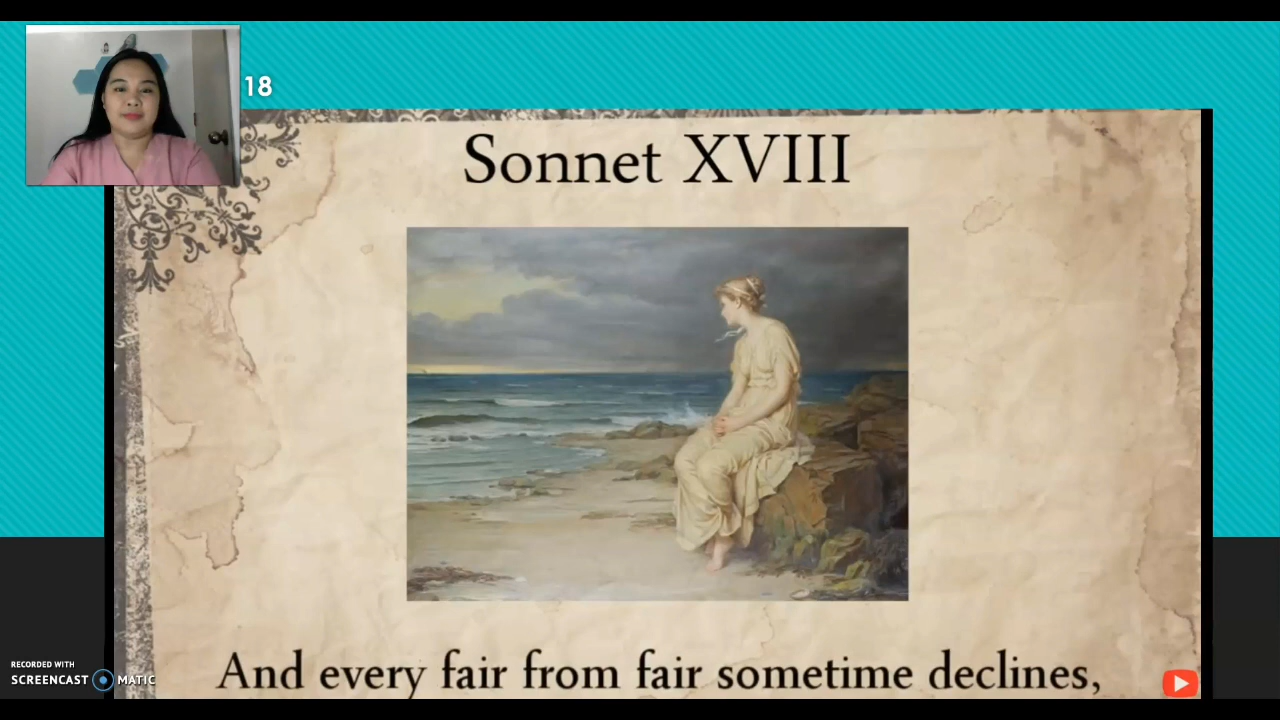 18
Sonnet XVIII
And every fair from fair sometime declines,
RECORDED WITH
SCREENCAST MATIC